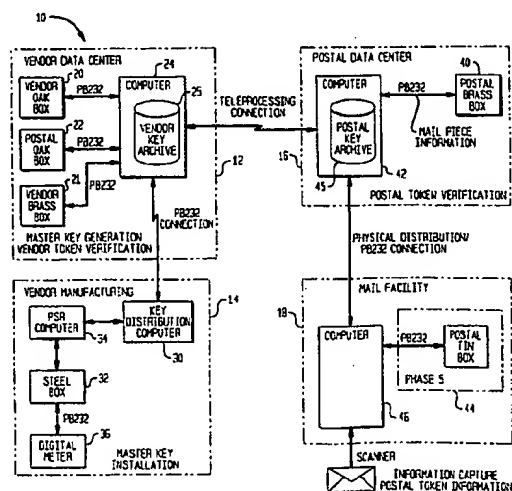 10
VENDOR DATA CENTER
20
VENDOR
OAK BOX
PB232
22
POSTAL
OAK
BOX
PB232
21
VENDOR
BRASS BOX
PB232
24
COMPUTER
25
VENDOR
KEY
ARCHIVE
MASTER KEY GENERATION
VENDOR TOKEN VERIFICATION
12
TELEPROCESSING
CONNECTION
POSTAL DATA CENTER
COMPUTER
POSTAL
KEY
ARCHIVE
45
42
PB232
40
POSTAL
BRASS
BOX
MAIL PIECE
INFORMATION
16
POSTAL TOKEN VERIFICATION
PB232
CONNECTION
PHYSICAL DISTRIBUTION/
PB232 CONNECTION
VENDOR MANUFACTURING
14
PSR
COMPUTER
34
KEY
DISTRIBUTION
COMPUTER
30
STEEL
BOX
32
PB232
DIGITAL
METER
36
MASTER KEY
INSTALLATION
MAIL FACILITY
18
COMPUTER
46
PB232
POSTAL
TIN
BOX
PHASE 5
44
SCANNER
INFORMATION CAPTURE
POSTAL TOKEN INFORMATION